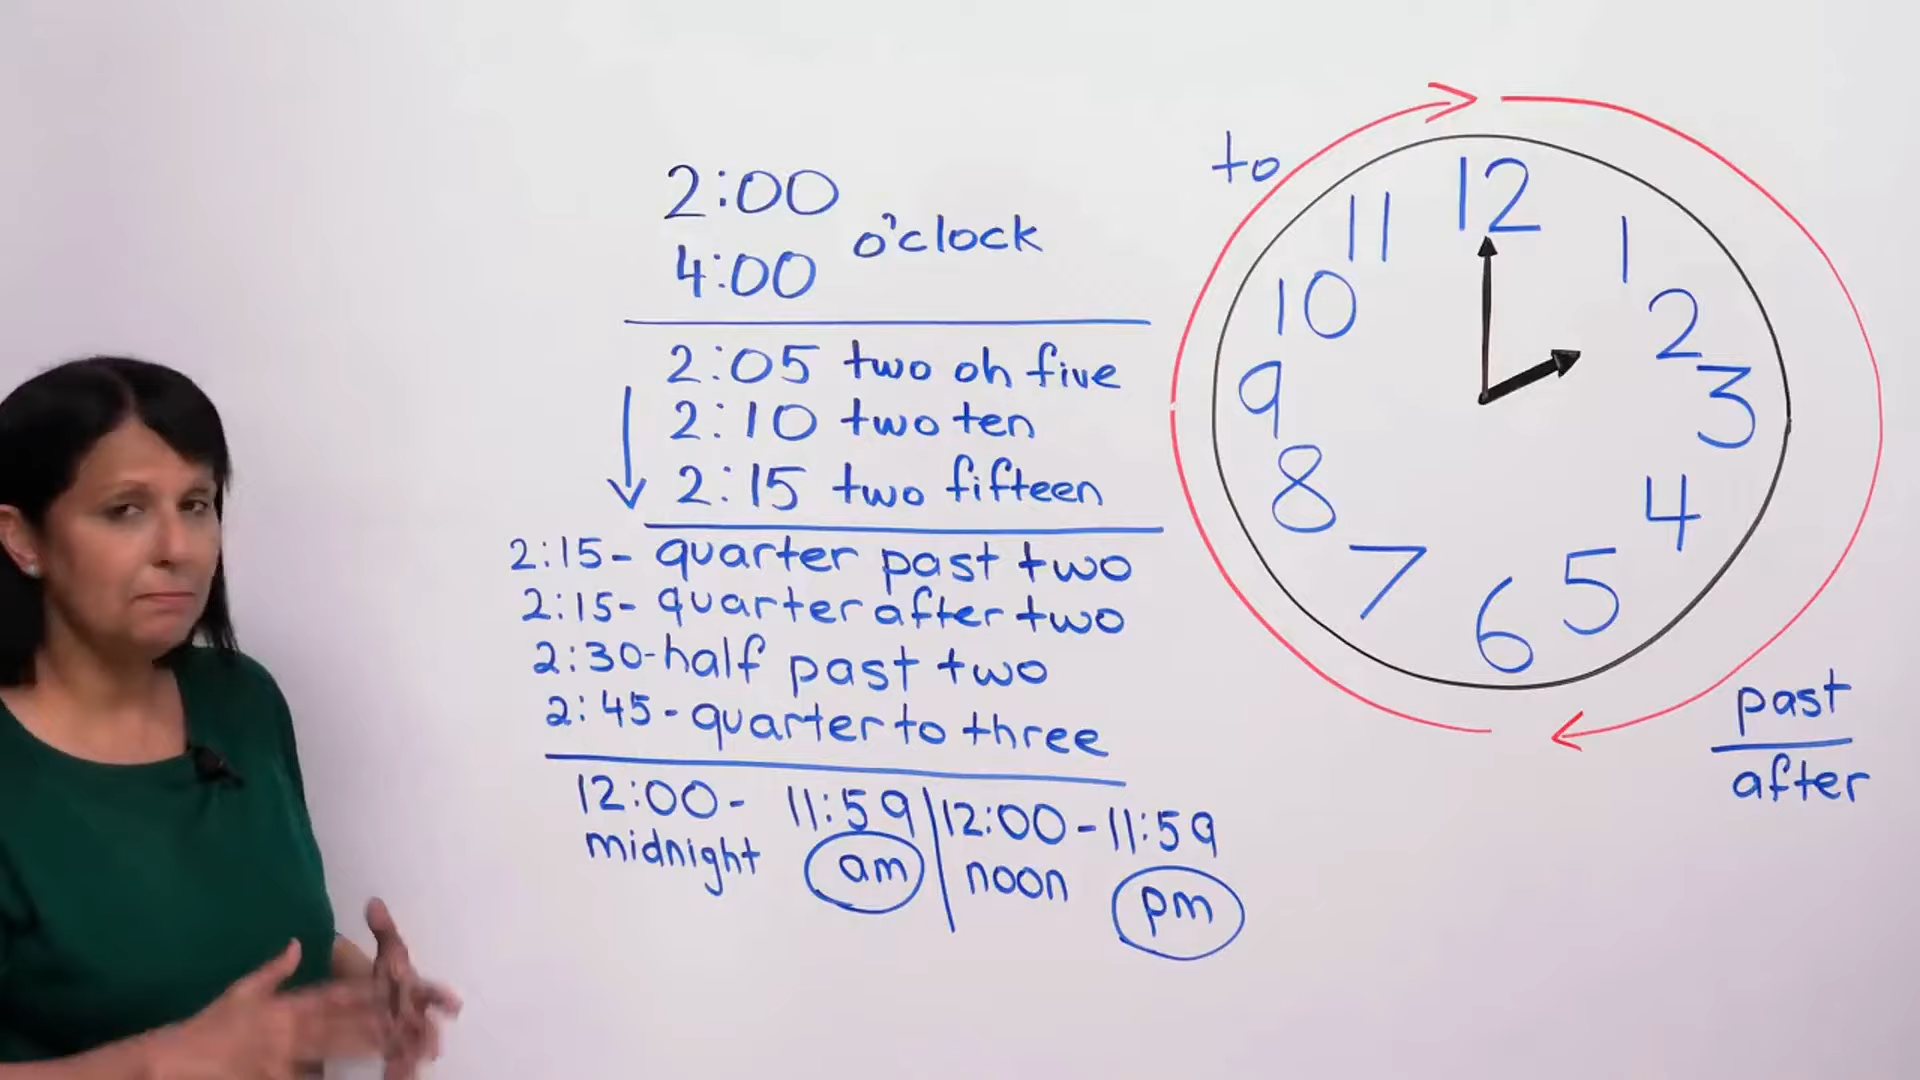 2:00
4:00
o'clock
2:05 two oh five
2:10 two ten
2:15 two fifteen
2:15- quarter past two
2:15- quarter after two
2:30-half past two
2:45-quarter to three
12:00- 11:59
midnight am
12:00-11:59
noon pm
to
12
1
2
3
4
5
6
7
8
9
10
11
past
after